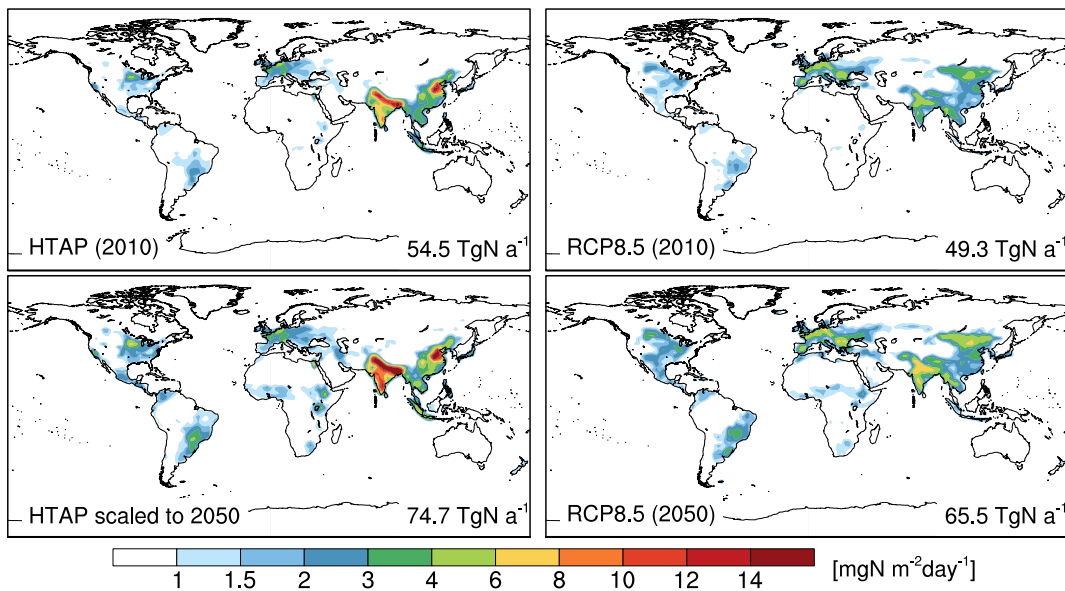 HTAP (2010) 54.5 TgN a⁻¹
RCP8.5 (2010) 49.3 TgN a⁻¹
HTAP scaled to 2050 74.7 TgN a⁻¹
RCP8.5 (2050) 65.5 TgN a⁻¹
1 1.5 2 3 4 6 8 10 12 14 [mgN m⁻²day⁻¹]